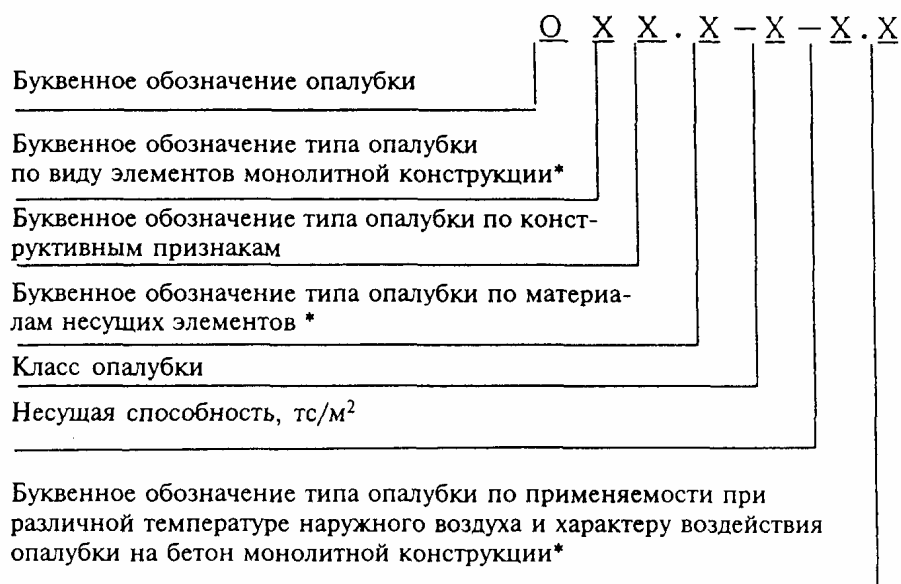 О Х Х . Х – Х – Х . Х
Буквенное обозначение опалубки
Буквенное обозначение типа опалубки
по виду элементов монолитной конструкции*
Буквенное обозначение типа опалубки по конст-
руктивным признакам
Буквенное обозначение типа опалубки по материа-
лам несущих элементов *
Класс опалубки
Несущая способность, тс/м²
Буквенное обозначение типа опалубки по применяемости при
различной температуре наружного воздуха и характеру воздействия
опалубки на бетон монолитной конструкции*